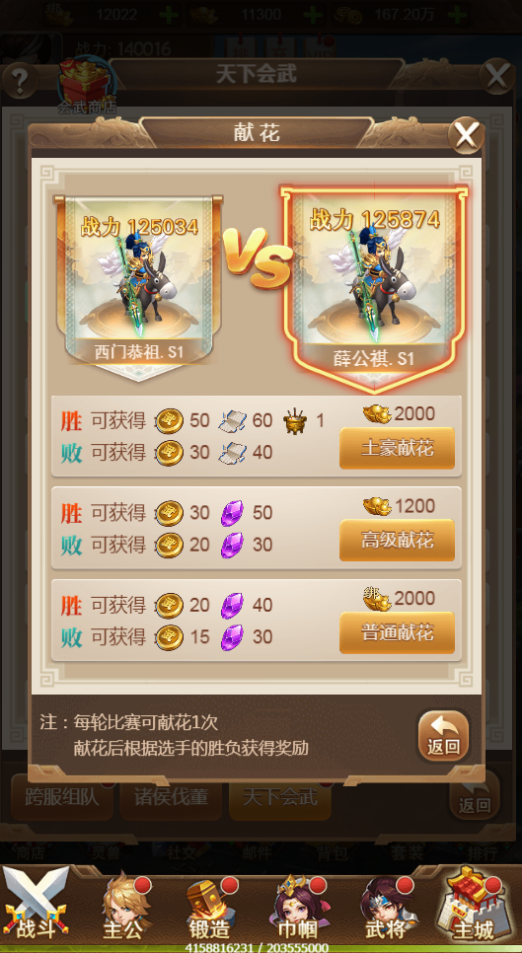 绑 12022 11300 167.20万
战力: 140016
? 天下会武
会武商店
献花
战力 125034 VS 战力 125874
西门恭祖.S1 薛公祺.S1
胜 可获得 50 60 1 2000
败 可获得 30 40 土豪献花
胜 可获得 30 50 1200
败 可获得 20 30 高级献花
胜 可获得 20 40 绑 2000
败 可获得 15 30 普通献花
注：每轮比赛可献花1次
献花后根据选手的胜负获得奖励
返回
跨服组队 诸侯伐董 天下会武 返回
商店 社交 邮件 背包 套装 排行
战斗 主公 锻造 巾帼 武将 主城
4158816231 / 203555000